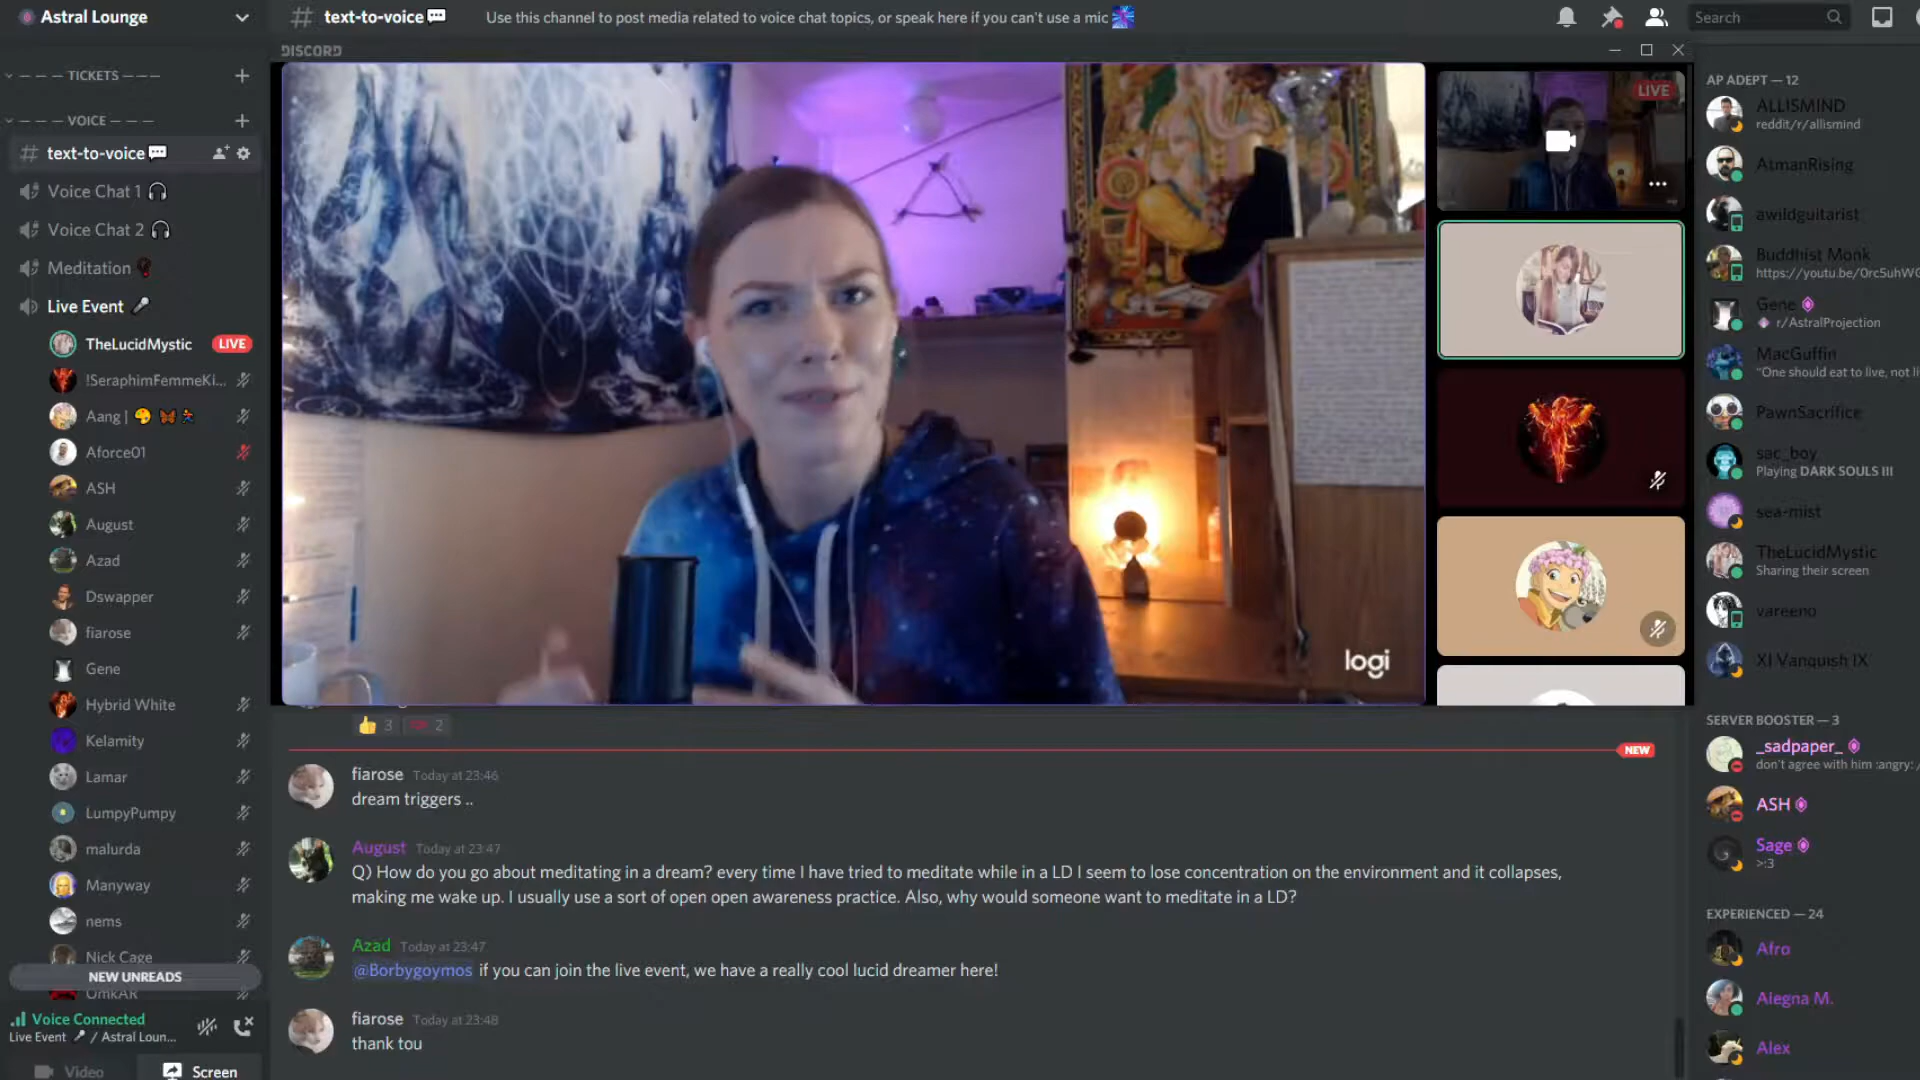 Astral Lounge
text-to-voice
Use this channel to post media related to voice chat topics, or speak here if you can't use a mic
Search
DISCORD
TICKETS
VOICE
text-to-voice
Voice Chat 1
Voice Chat 2
Meditation
Live Event
TheLucidMystic LIVE
!SeraphimFemmeKi...
Aang |
Aforce01
ASH
August
Azad
Dswapper
fiarose
Gene
Hybrid White
Kelamity
Lamar
LumpyPumpy
malurda
Manyway
nems
Nick Cage
NEW UNREADS
OmkAR
Voice Connected
Live Event / Astral Loun...
Video
Screen
LIVE
logi
3
2
NEW
fiarose Today at 23:46
dream triggers ..
August Today at 23:47
Q) How do you go about meditating in a dream? every time I have tried to meditate while in a LD I seem to lose concentration on the environment and it collapses,
making me wake up. I usually use a sort of open open awareness practice. Also, why would someone want to meditate in a LD?
Azad Today at 23:47
@Borbygoymos if you can join the live event, we have a really cool lucid dreamer here!
fiarose Today at 23:48
thank tou
AP ADEPT — 12
ALLISMIND
reddit/r/allismind
AtmanRising
awildguitarist
Buddhist Monk
https://youtu.be/0rc5uhWG
Gene
r/AstralProjection
MacGuffin
"One should eat to live, not li
PawnSacrifice
sac_boy
Playing DARK SOULS III
sea-mist
TheLucidMystic
Sharing their screen
vareeno
XI Vanquish IX
SERVER BOOSTER — 3
_sadpaper_
don't agree with him :angry: /
ASH
Sage
>:3
EXPERIENCED — 24
Afro
Alegna M.
Alex